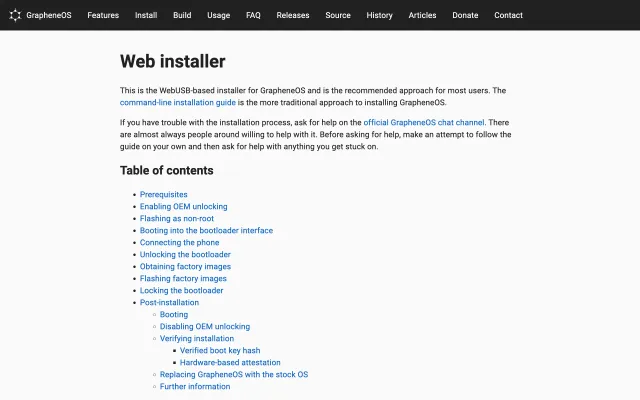 GrapheneOS Features Install Build Usage FAQ Releases Source History Articles Donate Contact
Web installer
This is the WebUSB-based installer for GrapheneOS and is the recommended approach for most users. The
command-line installation guide is the more traditional approach to installing GrapheneOS.
If you have trouble with the installation process, ask for help on the official GrapheneOS chat channel. There
are almost always people around willing to help with it. Before asking for help, make an attempt to follow the
guide on your own and then ask for help with anything you get stuck on.
Table of contents
Prerequisites
Enabling OEM unlocking
Flashing as non-root
Booting into the bootloader interface
Connecting the phone
Unlocking the bootloader
Obtaining factory images
Flashing factory images
Locking the bootloader
Post-installation
Booting
Disabling OEM unlocking
Verifying installation
Verified boot key hash
Hardware-based attestation
Replacing GrapheneOS with the stock OS
Further information